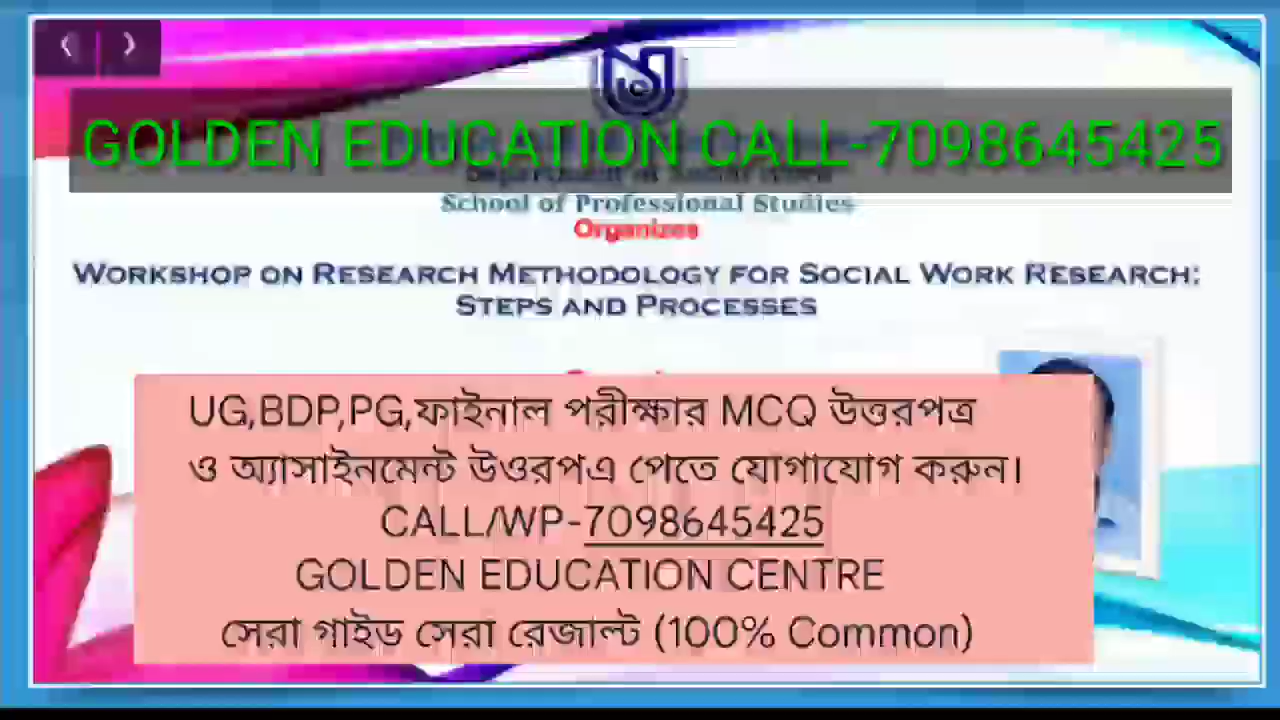 GOLDEN EDUCATION CALL-7098645425
School of Professional Studies
Organizes
WORKSHOP ON RESEARCH METHODOLOGY FOR SOCIAL WORK RESEARCH:
STEPS AND PROCESSES
UG,BDP,PG,ফাইনাল পরীক্ষার MCQ উত্তরপত্র
ও অ্যাসাইনমেন্ট উওরপএ পেতে যোগাযোগ করুন।
CALL/WP-7098645425
GOLDEN EDUCATION CENTRE
সেরা গাইড সেরা রেজাল্ট (100% Common)